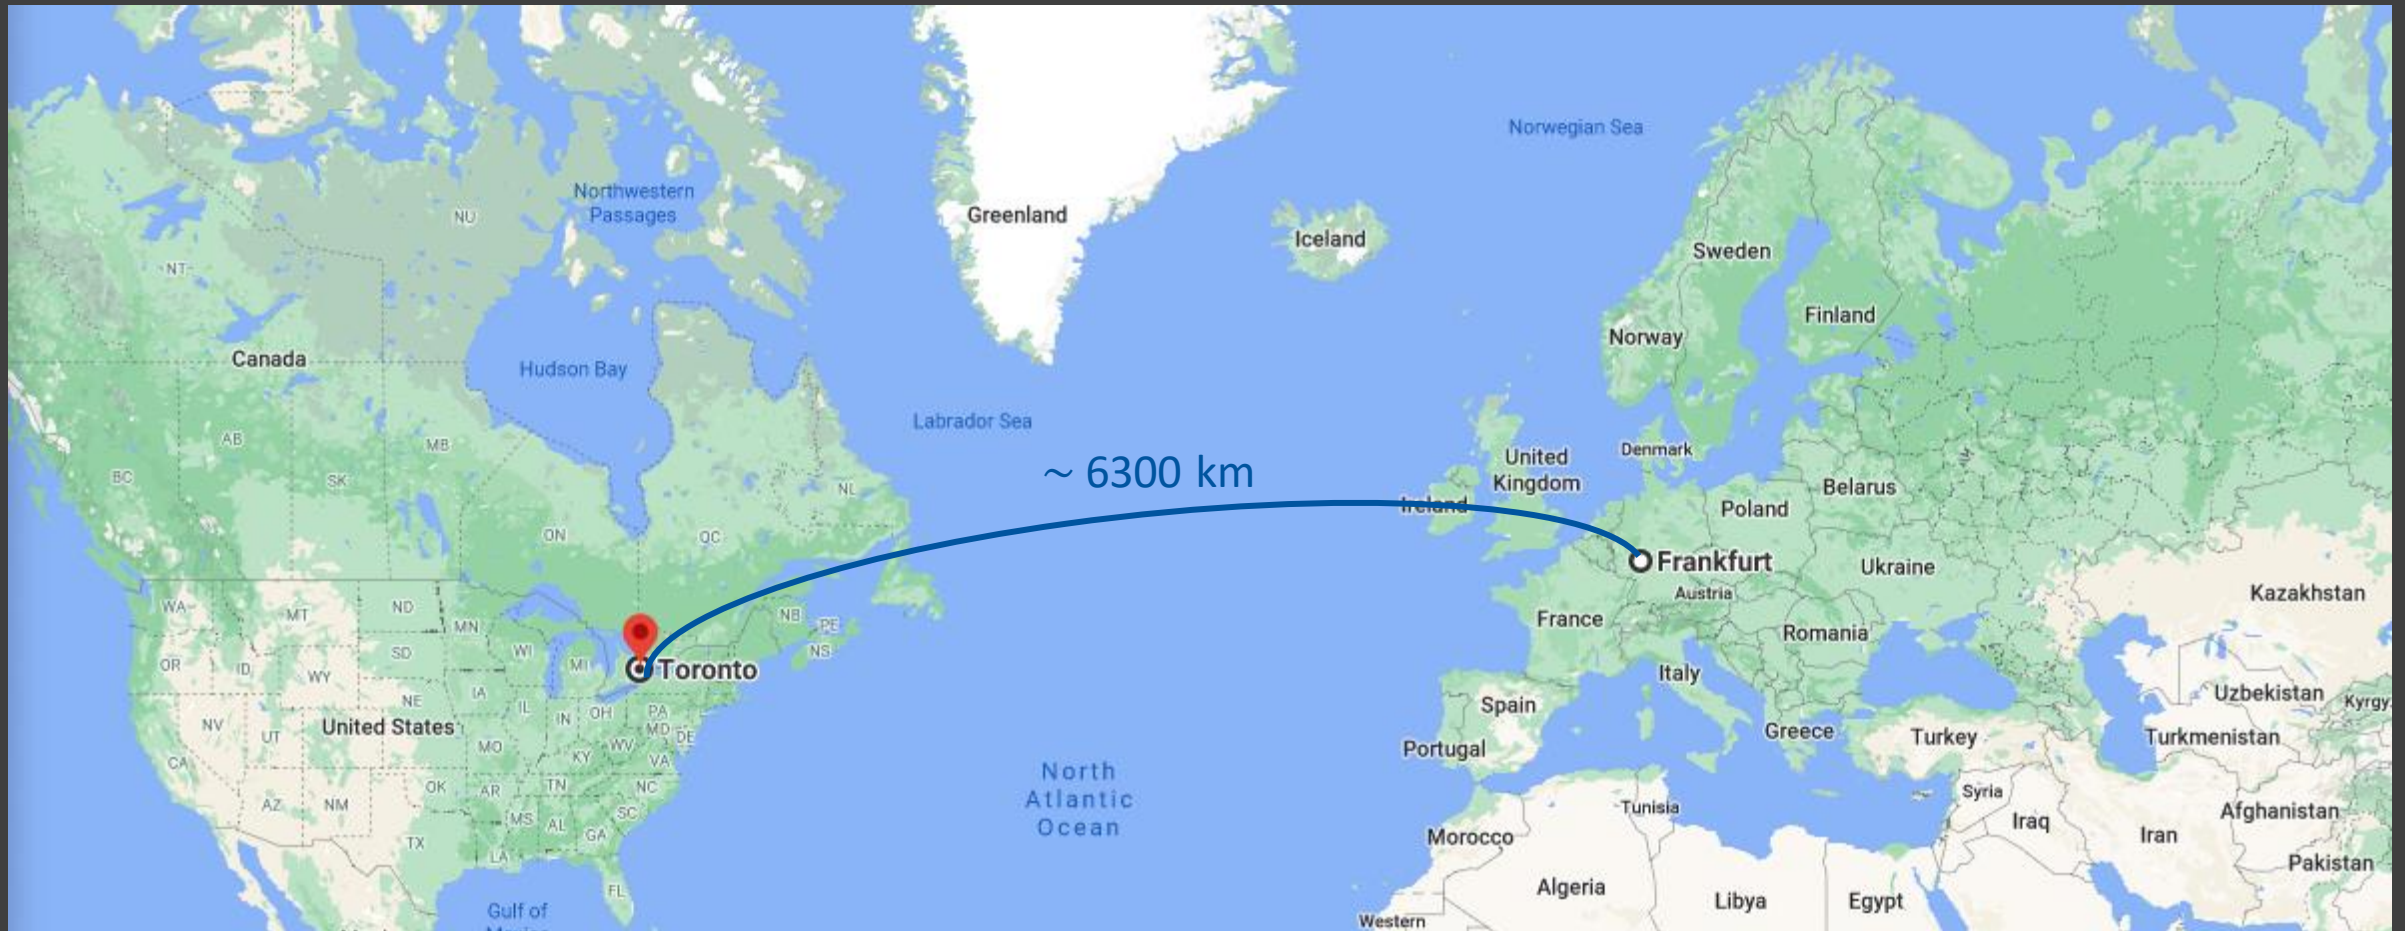 Norwegian Sea
Northwestern
Passages
NU
Greenland
Iceland
Sweden
NT
Finland
Norway
Canada
Hudson Bay
Labrador Sea
AB
MB
Denmark
United
Kingdom
~ 6300 km
BC
SK
NL
Belarus
Ireland
Poland
ON
QC
Frankfurt
Ukraine
Austria
Kazakhstan
WA
MT
ND
MN
NB
PE
France
Romania
OR
ID
WY
SD
WI
MI
NS
Toronto
Italy
Uzbekistan
Kyrgy
NE
IA
IL
IN
OH
PA
Spain
NV
UT
United States
MO
MD
DE
WV
Greece
Turkey
Turkmenistan
Portugal
CA
KY
VA
North
Atlantic
Ocean
AZ
NM
OK
AR
TN
NC
Tunisia
Syria
Afghanistan
TX
MS
AL
GA
SC
Morocco
Iraq
Iran
LA
Pakistan
FL
Algeria
Libya
Egypt
Gulf of
Western